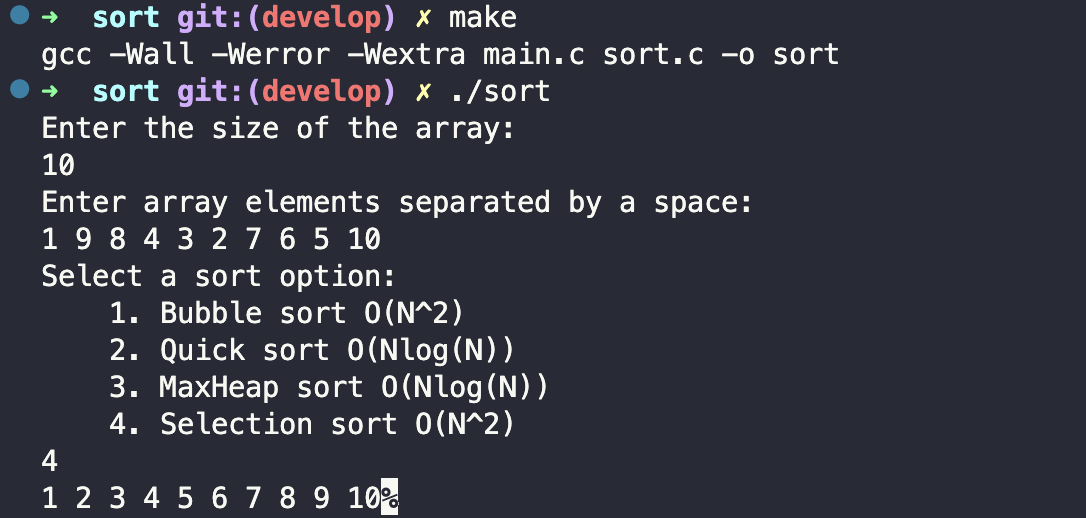 ➜  sort git:(develop) ✗ make
gcc -Wall -Werror -Wextra main.c sort.c -o sort
➜  sort git:(develop) ✗ ./sort
Enter the size of the array:
10
Enter array elements separated by a space:
1 9 8 4 3 2 7 6 5 10
Select a sort option:
    1. Bubble sort O(N^2)
    2. Quick sort O(Nlog(N))
    3. MaxHeap sort O(Nlog(N))
    4. Selection sort O(N^2)
4
1 2 3 4 5 6 7 8 9 10%